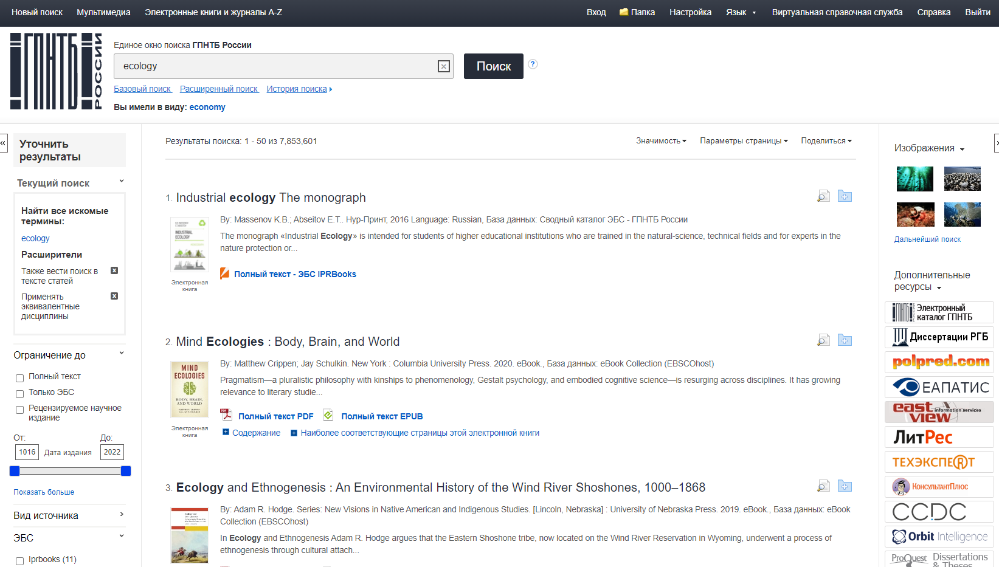 Новый поиск Мультимедиа Электронные книги и журналы A-Z Вход Папка Настройка Язык Виртуальная справочная служба Справка Выйти
ГПНТБ РОССИИ
Единое окно поиска ГПНТБ России
ecology
Поиск
?
Базовый поиск Расширенный поиск История поиска
Вы имели в виду: economy
Уточнить
результаты
Текущий поиск
Найти все искомые
термины:
ecology
Расширители
Также вести поиск в
тексте статей
Применять
эквивалентные
дисциплины
Ограничение до
Полный текст
Только ЭБС
Рецензируемое научное
издание
От: До:
1016 Дата издания 2022
Показать больше
Вид источника
ЭБС
Iprbooks (11)
Результаты поиска: 1 - 50 из 7,853,601
Значимость Параметры страницы Поделиться
1. Industrial ecology The monograph
INDUSTRIAL
ECOLOGY
Электронная
книга
By: Massenov K.B.; Abseitov E.T.. Нур-Принт, 2016 Language: Russian, База данных: Сводный каталог ЭБС - ГПНТБ России
The monograph «Industrial Ecology» is intended for students of higher educational institutions who are trained in the natural-science, technical fields and for experts in the
nature protection or...
Полный текст - ЭБС IPRBooks
2. Mind Ecologies : Body, Brain, and World
MIND
ECOLOGIES
BODY, BRAIN,
AND WORLD
Электронная
книга
By: Matthew Crippen; Jay Schulkin. New York : Columbia University Press. 2020. eBook., База данных: eBook Collection (EBSCOhost)
Pragmatism—a pluralistic philosophy with kinships to phenomenology, Gestalt psychology, and embodied cognitive science—is resurging across disciplines. It has growing
relevance to literary studie...
Полный текст PDF Полный текст EPUB
Содержание Наиболее соответствующие страницы этой электронной книги
3. Ecology and Ethnogenesis : An Environmental History of the Wind River Shoshones, 1000–1868
By: Adam R. Hodge. Series: New Visions in Native American and Indigenous Studies. [Lincoln, Nebraska] : University of Nebraska Press. 2019. eBook., База данных: eBook
Collection (EBSCOhost)
In Ecology and Ethnogenesis Adam R. Hodge argues that the Eastern Shoshone tribe, now located on the Wind River Reservation in Wyoming, underwent a process of
ethnogenesis through cultural attach...
Изображения
Дальнейший поиск
Дополнительные
ресурсы
Электронный
каталог ГПНТБ
Диссертации РГБ
polpred.com
ЕАПАТИС
east view information services
ЛитРес
ТЕХЭКСПЕRТ
КонсультантПлюс
CCDC
Orbit Intelligence
ProQuest Dissertations
& Theses